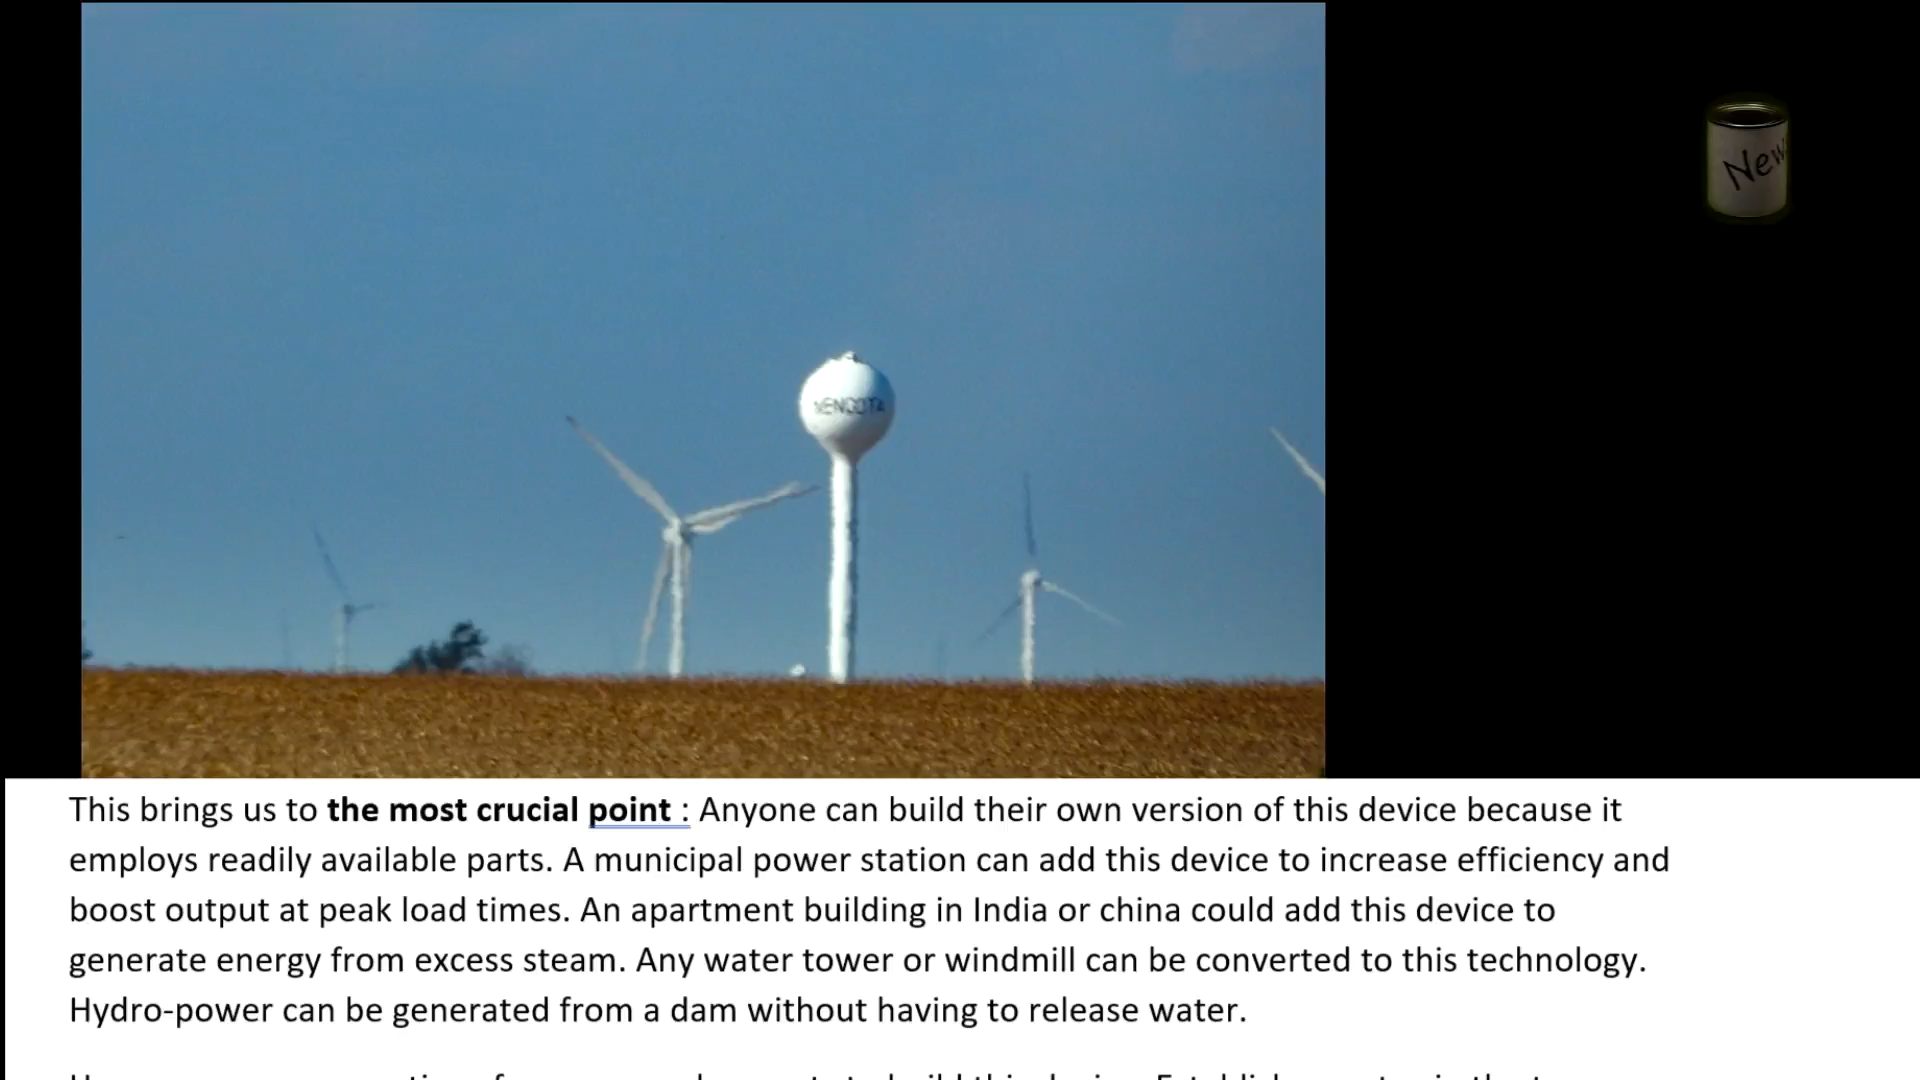 New
MENDOTA
This brings us to the most crucial point : Anyone can build their own version of this device because it
employs readily available parts. A municipal power station can add this device to increase efficiency and
boost output at peak load times. An apartment building in India or china could add this device to
generate energy from excess steam. Any water tower or windmill can be converted to this technology.
Hydro-power can be generated from a dam without having to release water.